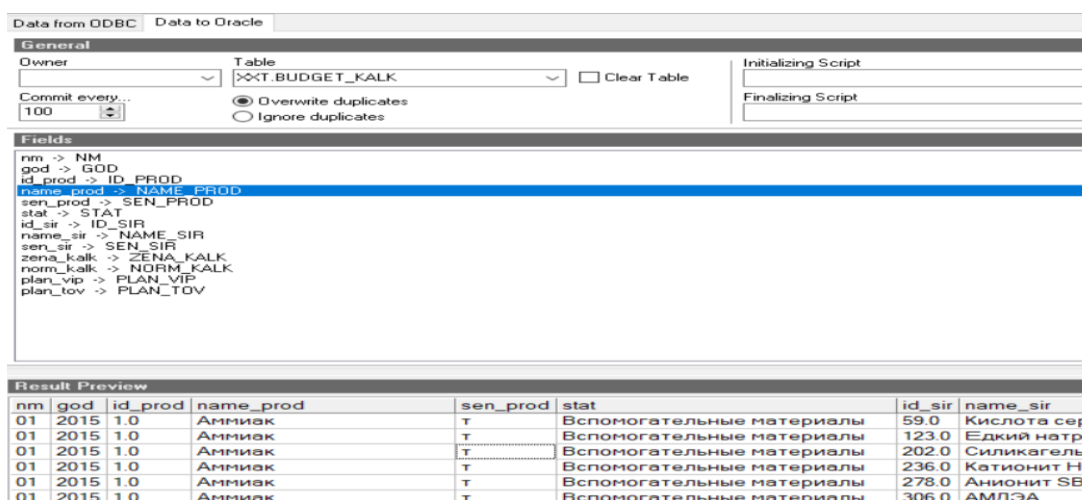 Data from ODBC Data to Oracle
General
Owner Table Initializing Script
XXT.BUDGET_KALK Clear Table
Commit every... Overwrite duplicates Finalizing Script
100 Ignore duplicates
Fields
nm -> NM
god -> GOD
id_prod -> ID_PROD
name_prod -> NAME_PROD
sen_prod -> SEN_PROD
stat -> STAT
id_sir -> ID_SIR
name_sir -> NAME_SIR
sen_sir -> SEN_SIR
zena_kalk -> ZENA_KALK
norm_kalk -> NORM_KALK
plan_vip -> PLAN_VIP
plan_tov -> PLAN_TOV
Result Preview
nm god id_prod name_prod sen_prod stat id_sir name_sir
01 2015 1.0 Аммиак т Вспомогательные материалы 59.0 Кислота сер
01 2015 1.0 Аммиак т Вспомогательные материалы 123.0 Едкий натр
01 2015 1.0 Аммиак т Вспомогательные материалы 202.0 Силикагель
01 2015 1.0 Аммиак т Вспомогательные материалы 236.0 Катионит Н
01 2015 1.0 Аммиак т Вспомогательные материалы 278.0 Анионит SB
01 2015 1.0 Аммиак т Вспомогательные материалы 306.0 АМДЭА